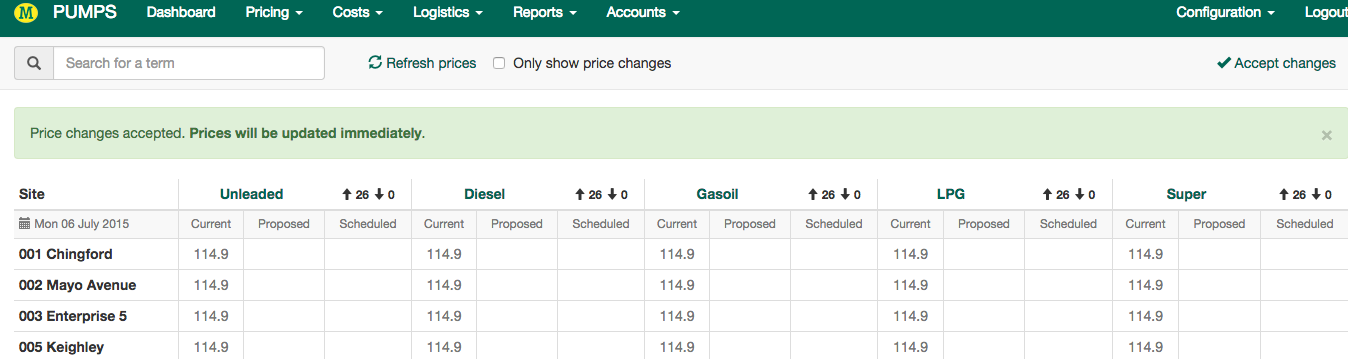 M PUMPS Dashboard Pricing Costs Logistics Reports Accounts Configuration Logout
Search for a term Refresh prices Only show price changes Accept changes
Price changes accepted. Prices will be updated immediately. ×
Site Unleaded 26 0 Diesel 26 0 Gasoil 26 0 LPG 26 0 Super 26 0
Mon 06 July 2015 Current Proposed Scheduled Current Proposed Scheduled Current Proposed Scheduled Current Proposed Scheduled Current Proposed Scheduled
001 Chingford 114.9 114.9 114.9 114.9 114.9
002 Mayo Avenue 114.9 114.9 114.9 114.9 114.9
003 Enterprise 5 114.9 114.9 114.9 114.9 114.9
005 Keighley 114.9 114.9 114.9 114.9 114.9